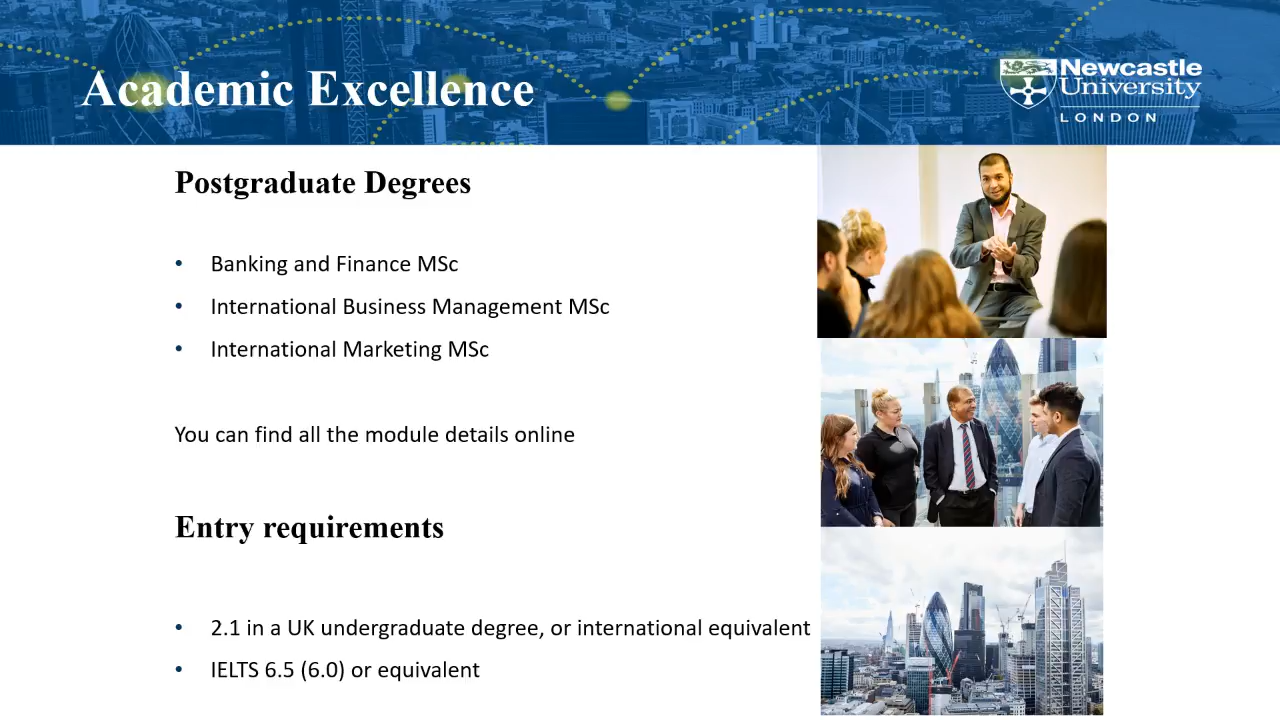 Academic Excellence
Newcastle
University
LONDON
Postgraduate Degrees
• Banking and Finance MSc
• International Business Management MSc
• International Marketing MSc
You can find all the module details online
Entry requirements
• 2.1 in a UK undergraduate degree, or international equivalent
• IELTS 6.5 (6.0) or equivalent